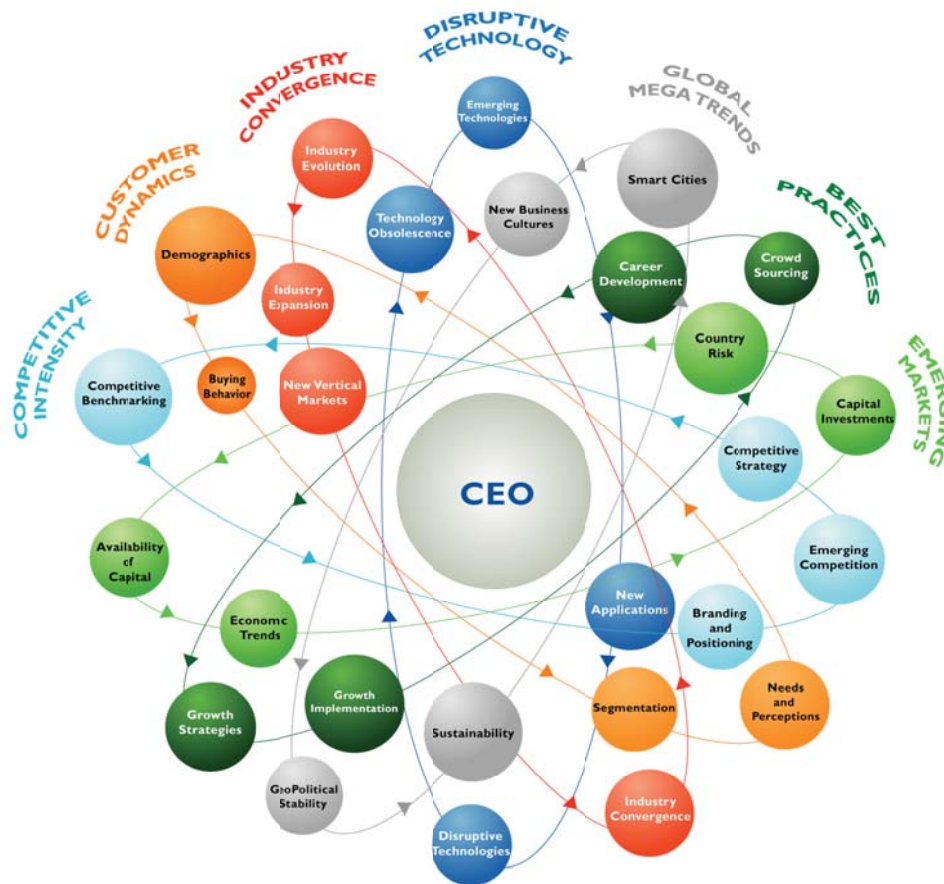 DISRUPTIVE
TECHNOLOGY
INDUSTRY
CONVERGENCE
GLOBAL
MEGA TRENDS
CUSTOMER
DYNAMICS
BEST
PRACTICES
COMPETITIVE
INTENSITY
EMERGING
MARKETS
Emerging
Technologies
Industry
Evolution
Smart Cities
New Business
Cultures
Technology
Obsolescence
Demographics
Career
Development
Crowd
Sourcing
Industry
Expansion
Country
Risk
Competitive
Benchmarking
Buying
Behavior
New Vertical
Markets
Capital
Investments
Competitive
Strategy
CEO
Availability
of
Capital
Emerging
Competition
Economic
Trends
New
Applications
Branding
and
Positioning
Growth
Strategies
Growth
Implementation
Sustainability
Segmentation
Needs
and
Perceptions
GeoPolitical
Stability
Disruptive
Technologies
Industry
Convergence